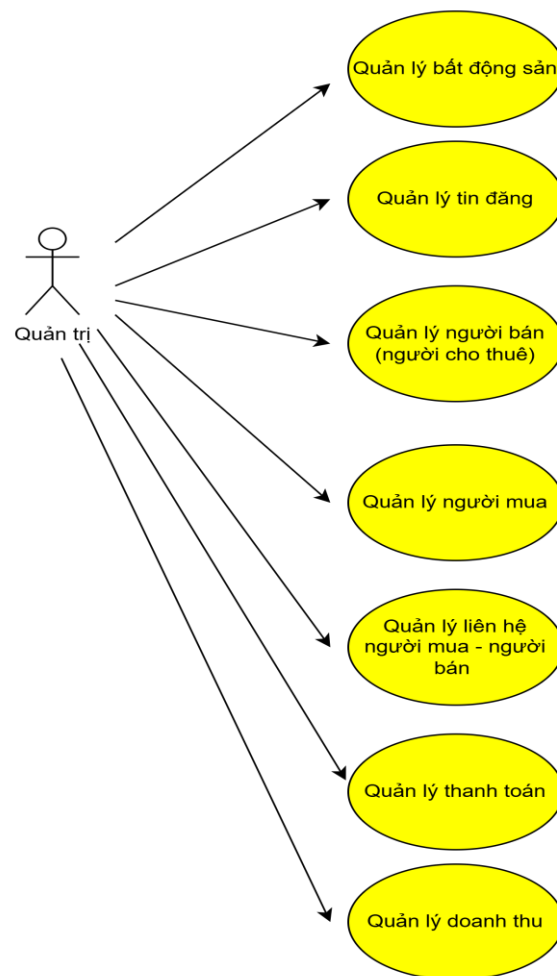 Quản lý bất động sản
Quản lý tin đăng
Quản trị
Quản lý người bán
(người cho thuê)
Quản lý người mua
Quản lý liên hệ
người mua - người
bán
Quản lý thanh toán
Quản lý doanh thu